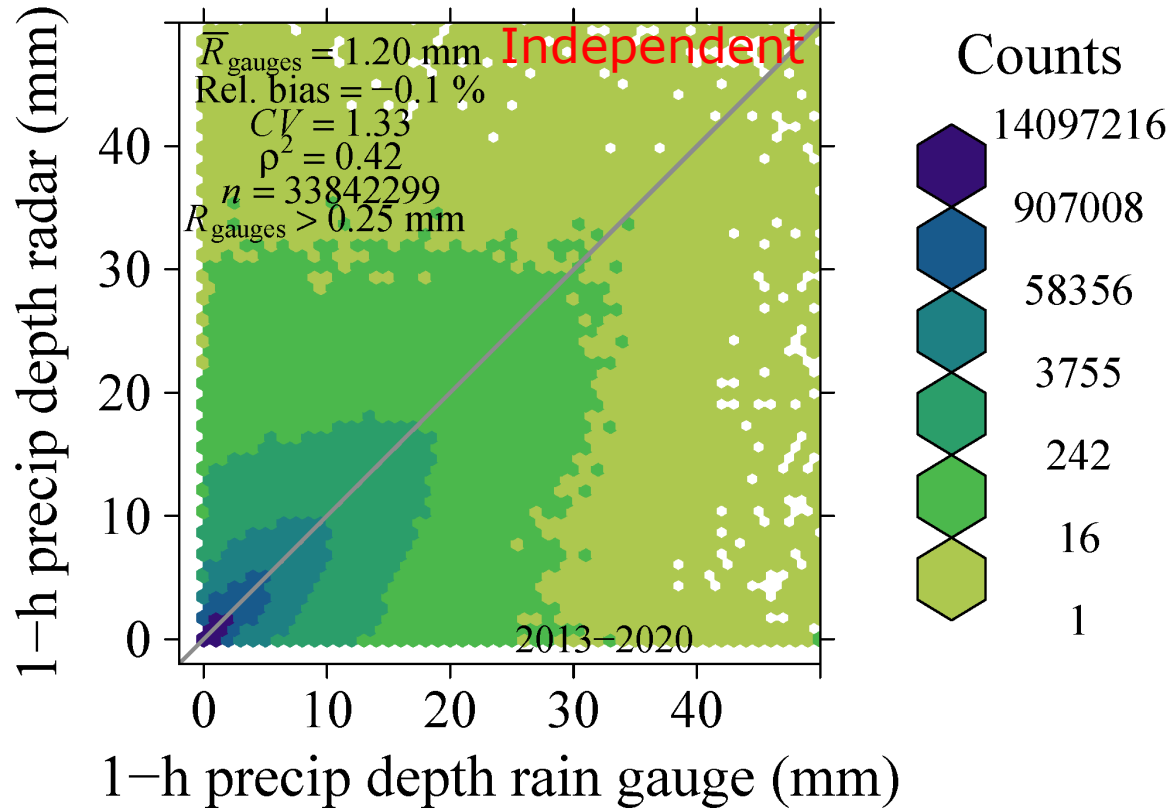 Independent
R̅gauges = 1.20 mm
Rel. bias = −0.1 %
CV = 1.33
ρ² = 0.42
n = 33842299
Rgauges > 0.25 mm
2013−2020
1−h precip depth radar (mm)
40
30
20
10
0
0 10 20 30 40
1−h precip depth rain gauge (mm)
Counts
14097216
907008
58356
3755
242
16
1